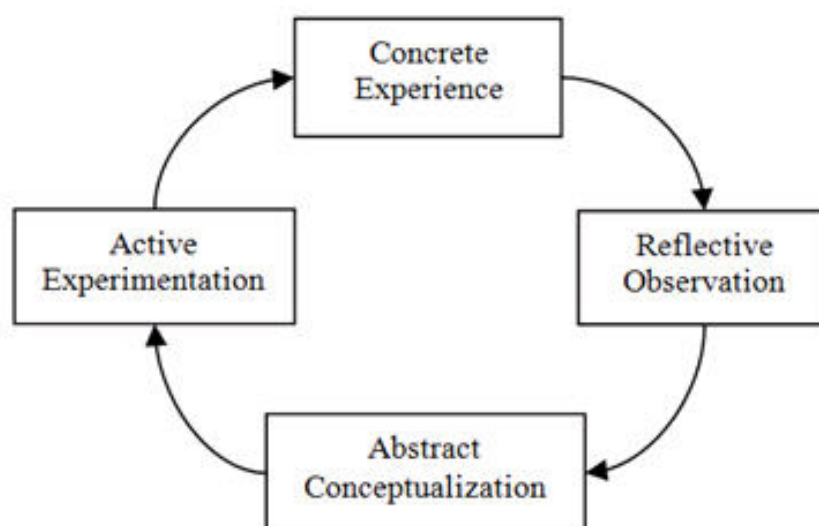 Concrete
Experience
Reflective
Observation
Abstract
Conceptualization
Active
Experimentation